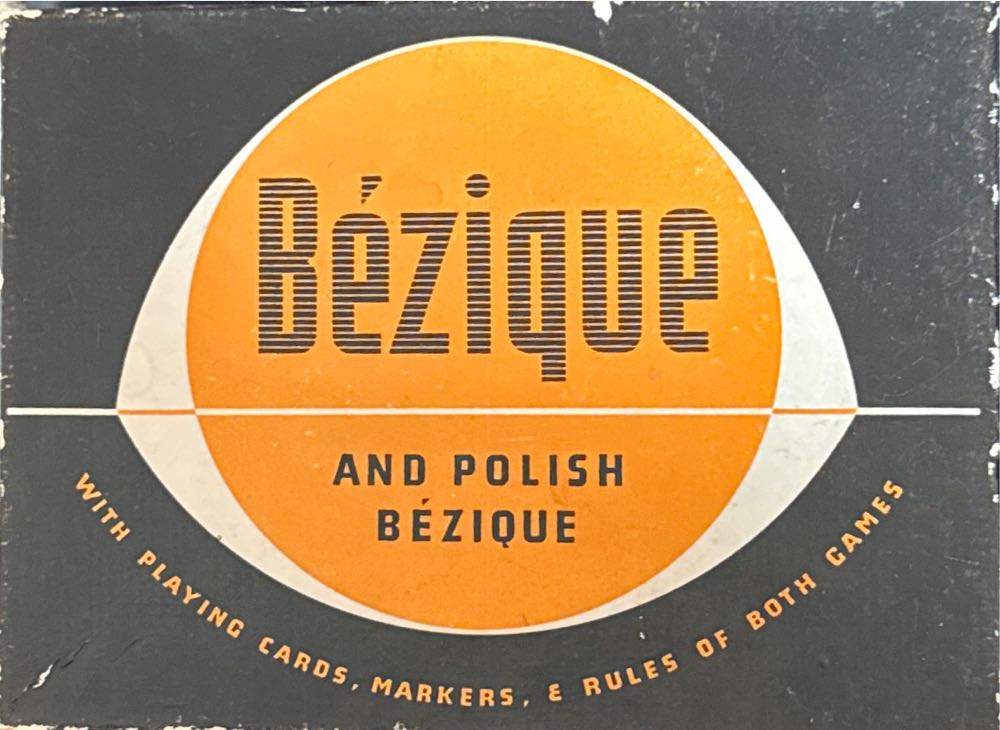 Bézique
AND POLISH
BÉZIQUE
WITH PLAYING CARDS, MARKERS, & RULES OF BOTH GAMES